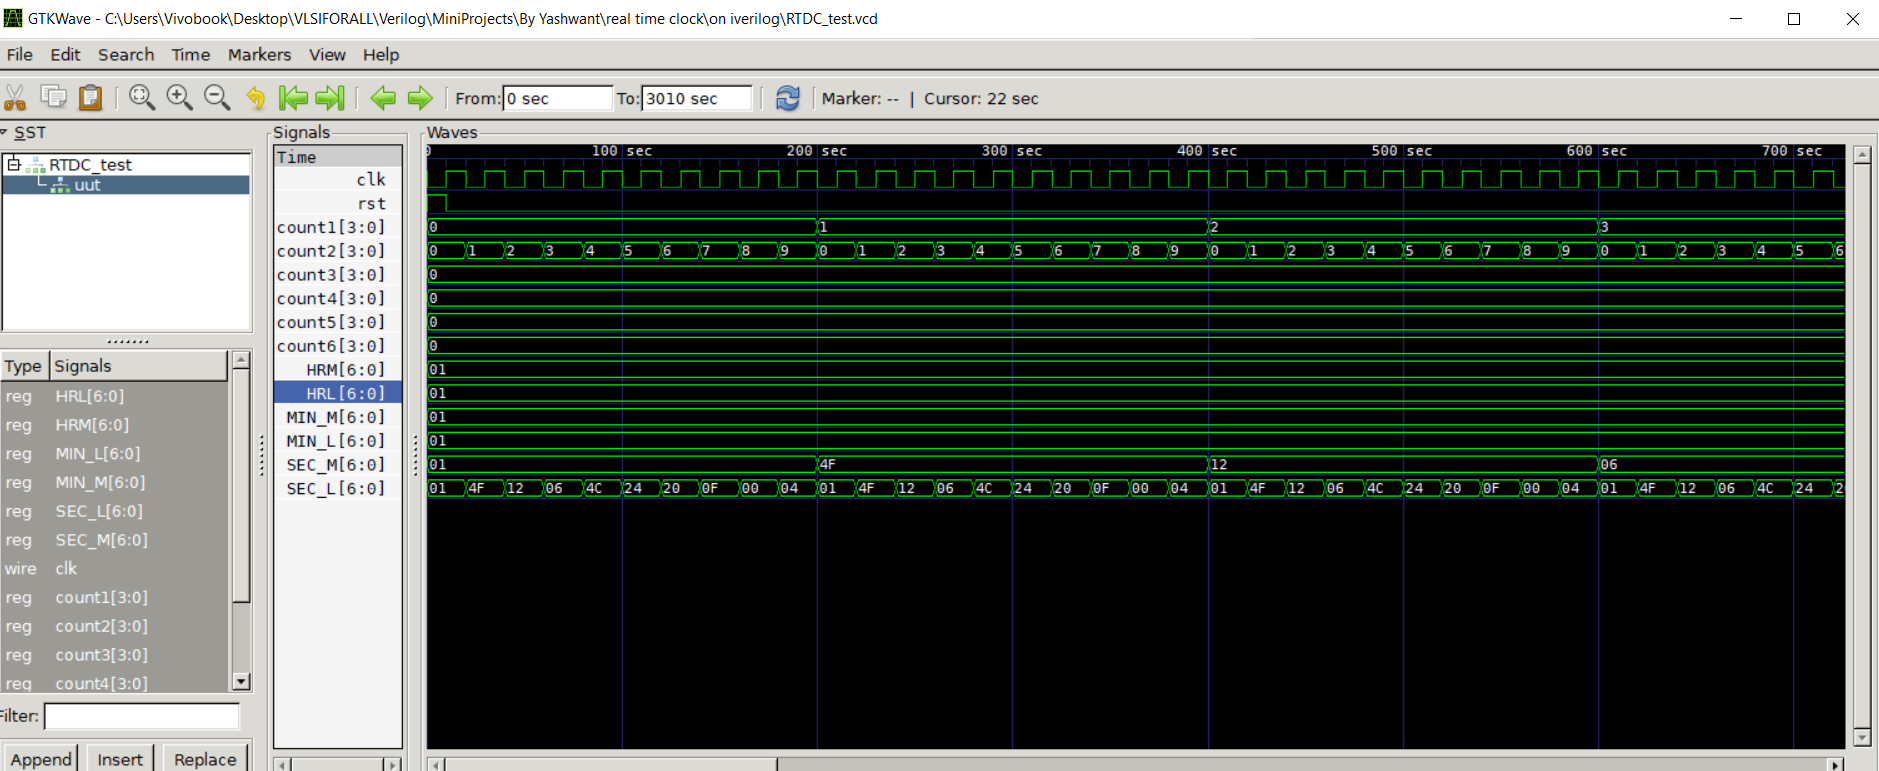 GTKWave - C:\Users\Vivobook\Desktop\VLSIFORALL\Verilog\MiniProjects\By Yashwant\real time clock\on iverilog\RTDC_test.vcd
File Edit Search Time Markers View Help
From: 0 sec To: 3010 sec Marker: -- | Cursor: 22 sec
SST
RTDC_test
uut
Type Signals
reg HRL[6:0]
reg HRM[6:0]
reg MIN_L[6:0]
reg MIN_M[6:0]
reg SEC_L[6:0]
reg SEC_M[6:0]
wire clk
reg count1[3:0]
reg count2[3:0]
reg count3[3:0]
reg count4[3:0]
Filter:
Append Insert Replace
Signals
Time
clk
rst
count1[3:0]
count2[3:0]
count3[3:0]
count4[3:0]
count5[3:0]
count6[3:0]
HRM[6:0]
HRL[6:0]
MIN_M[6:0]
MIN_L[6:0]
SEC_M[6:0]
SEC_L[6:0]
Waves
0 100 sec 200 sec 300 sec 400 sec 500 sec 600 sec 700 sec
0 1 2 3
0 1 2 3 4 5 6 7 8 9 0 1 2 3 4 5 6 7 8 9 0 1 2 3 4 5 6 7 8 9 0 1 2 3 4 5 6
0
0
0
0
01
01
01
01
01 4F 12 06
01 4F 12 06 4C 24 20 0F 00 04 01 4F 12 06 4C 24 20 0F 00 04 01 4F 12 06 4C 24 20 0F 00 04 01 4F 12 06 4C 24 2